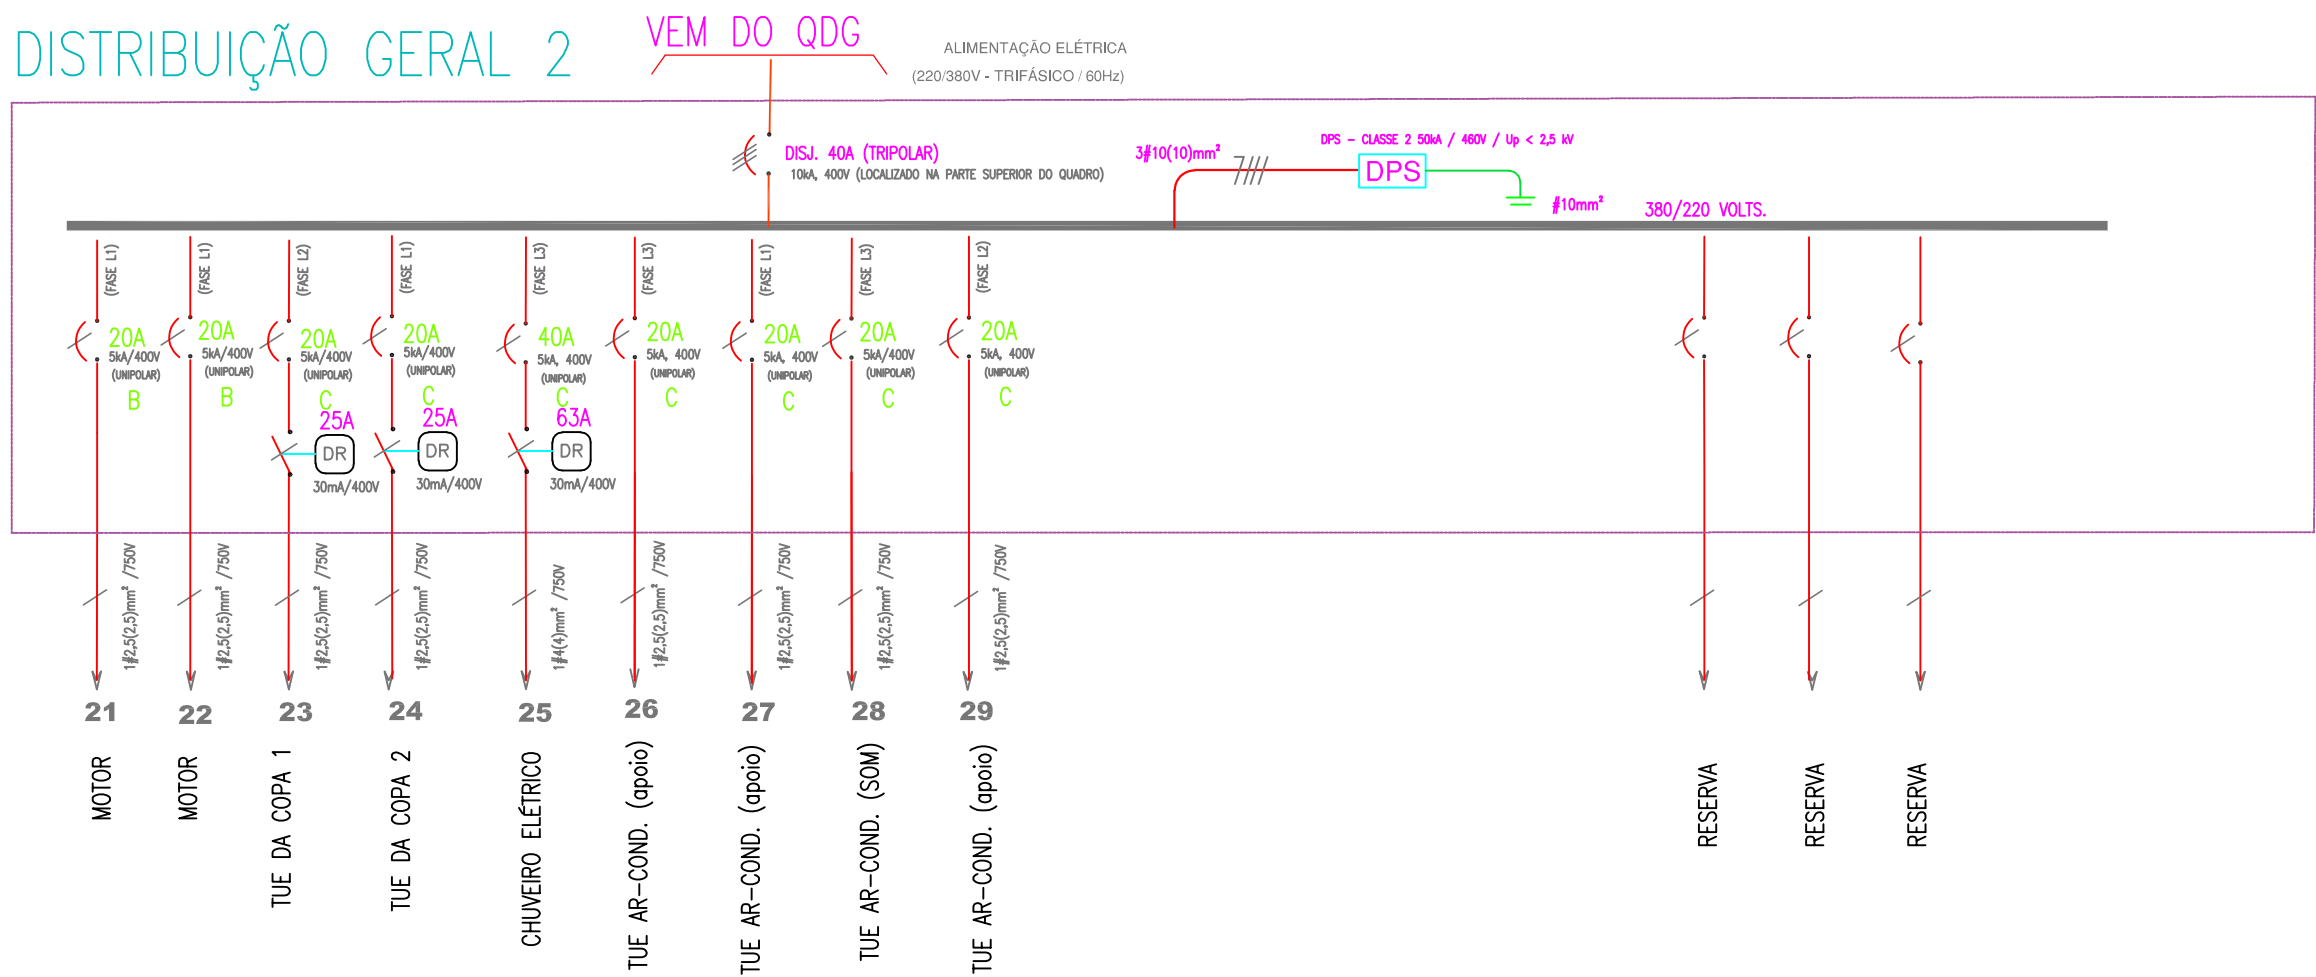 DISTRIBUIÇÃO GERAL 2
VEM DO QDG
ALIMENTAÇÃO ELÉTRICA
(220/380V - TRIFÁSICO / 60Hz)
DISJ. 40A (TRIPOLAR)
10kA, 400V (LOCALIZADO NA PARTE SUPERIOR DO QUADRO)
3#10(10)mm²
DPS - CLASSE 2 50kA / 460V / Up < 2,5 kV
DPS
#10mm²
380/220 VOLTS.
(FASE L1)
20A
5kA/400V
(UNIPOLAR)
B
1#2,5(2,5)mm² /750V
21
MOTOR
(FASE L1)
20A
5kA/400V
(UNIPOLAR)
B
1#2,5(2,5)mm² /750V
22
MOTOR
(FASE L2)
20A
5kA/400V
(UNIPOLAR)
C
25A
DR
30mA/400V
1#2,5(2,5)mm² /750V
23
TUE DA COPA 1
(FASE L1)
20A
5kA/400V
(UNIPOLAR)
C
25A
DR
30mA/400V
1#2,5(2,5)mm² /750V
24
TUE DA COPA 2
(FASE L3)
40A
5kA, 400V
(UNIPOLAR)
C
63A
DR
30mA/400V
1#4(4)mm² /750V
25
CHUVEIRO ELÉTRICO
(FASE L3)
20A
5kA, 400V
(UNIPOLAR)
C
1#2,5(2,5)mm² /750V
26
TUE AR-COND. (apoio)
(FASE L1)
20A
5kA, 400V
(UNIPOLAR)
C
1#2,5(2,5)mm² /750V
27
TUE AR-COND. (apoio)
(FASE L3)
20A
5kA/400V
(UNIPOLAR)
C
1#2,5(2,5)mm² /750V
28
TUE AR-COND. (SOM)
(FASE L2)
20A
5kA, 400V
(UNIPOLAR)
C
1#2,5(2,5)mm² /750V
29
TUE AR-COND. (apoio)
RESERVA
RESERVA
RESERVA